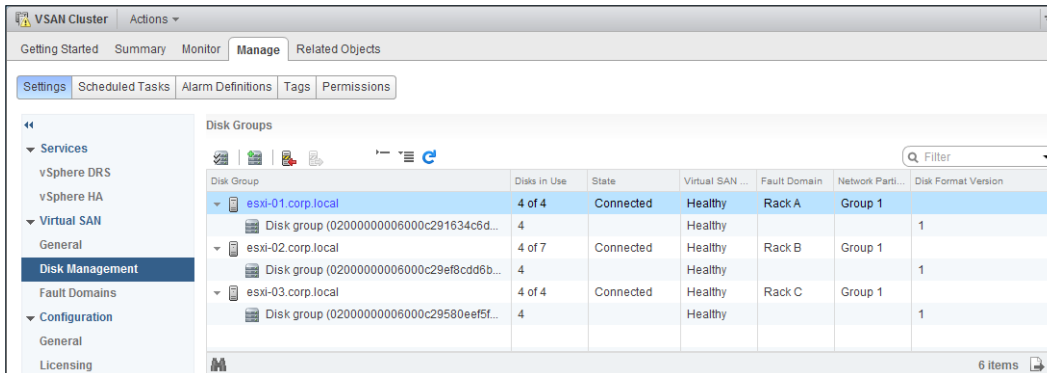 VSAN Cluster Actions
Getting Started Summary Monitor Manage Related Objects
Settings Scheduled Tasks Alarm Definitions Tags Permissions
Services
vSphere DRS
vSphere HA
Virtual SAN
General
Disk Management
Fault Domains
Configuration
General
Licensing
Disk Groups
Filter
Disk Group Disks in Use State Virtual SAN ... Fault Domain Network Parti... Disk Format Version
esxi-01.corp.local 4 of 4 Connected Healthy Rack A Group 1
Disk group (02000000006000c291634c6d... 4 Healthy 1
esxi-02.corp.local 4 of 7 Connected Healthy Rack B Group 1
Disk group (02000000006000c29ef8cdd6b... 4 Healthy 1
esxi-03.corp.local 4 of 4 Connected Healthy Rack C Group 1
Disk group (02000000006000c29580eef5f... 4 Healthy 1
6 items